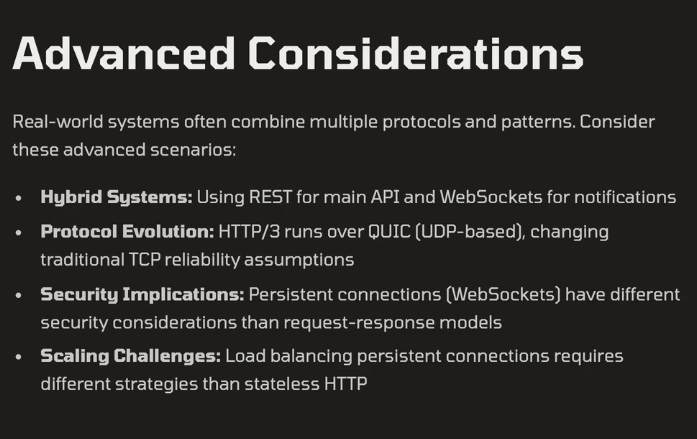 Advanced Considerations
Real-world systems often combine multiple protocols and patterns. Consider
these advanced scenarios:
• Hybrid Systems: Using REST for main API and WebSockets for notifications
• Protocol Evolution: HTTP/3 runs over QUIC (UDP-based), changing
traditional TCP reliability assumptions
• Security Implications: Persistent connections (WebSockets) have different
security considerations than request-response models
• Scaling Challenges: Load balancing persistent connections requires
different strategies than stateless HTTP